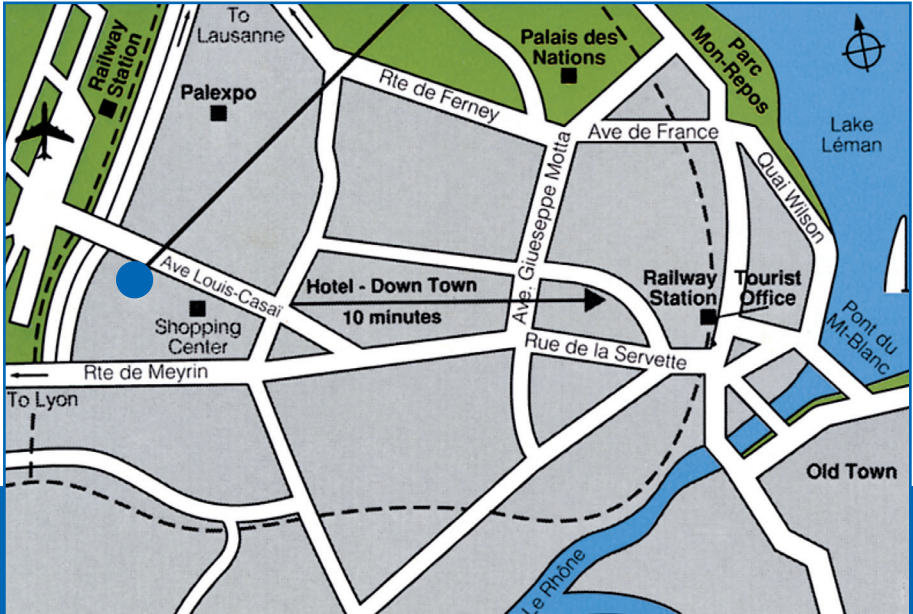 To
Lausanne
Railway
Station
Palexpo
Palais des
Nations
Parc
Mon-Repos
Rte de Ferney
Ave de France
Lake
Léman
Ave. Giueseppe Motta
Quai Wilson
Ave Louis-Casaï
Hotel - Down Town
10 minutes
Railway
Station
Tourist
Office
Shopping
Center
Pont du
Mt-Blanc
Rue de la Servette
Rte de Meyrin
To Lyon
Old Town
Le Rhône